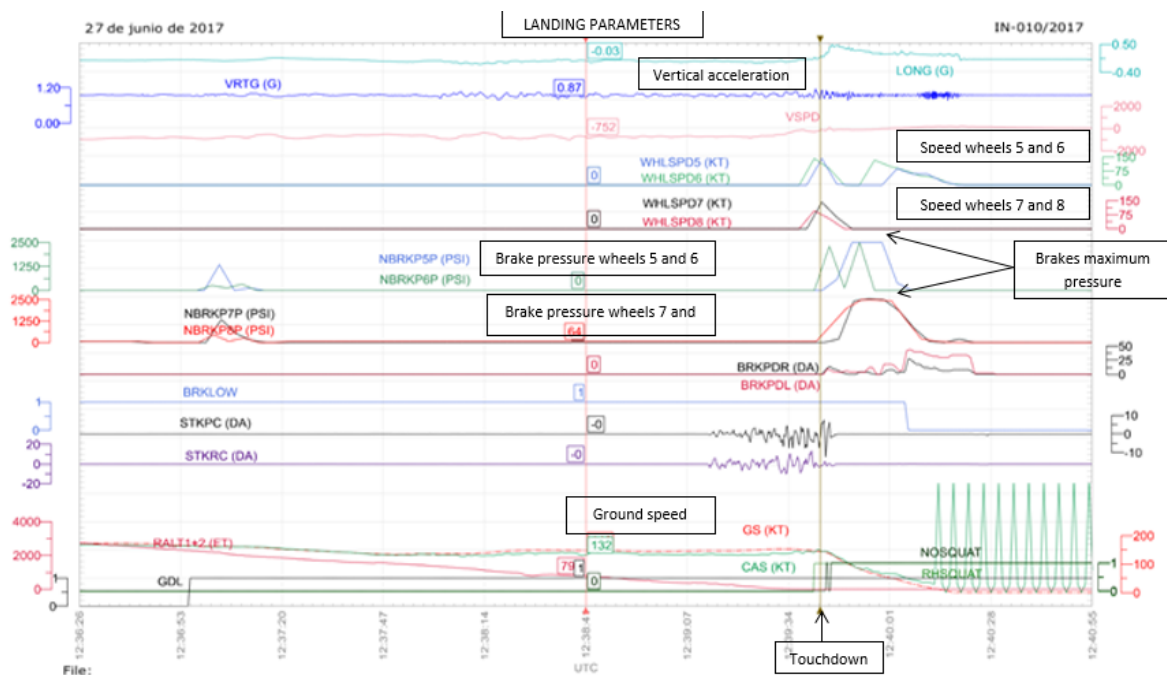 27 de junio de 2017
LANDING PARAMETERS
IN-010/2017
-0.03
0.50
-0.40
Vertical acceleration
LONG (G)
VRTG (G)
1.20
0.00
0.87
VSPD
2000
0
-2000
-752
Speed wheels 5 and 6
WHLSPD5 (KT)
WHLSPD6 (KT)
0
150
75
0
WHLSPD7 (KT)
WHLSPD8 (KT)
0
Speed wheels 7 and 8
150
75
0
2500
1250
0
NBRKP5P (PSI)
NBRKP6P (PSI)
Brake pressure wheels 5 and 6
0
Brakes maximum
pressure
2500
1250
0
NBRKP7P (PSI)
NBRKP8P (PSI)
Brake pressure wheels 7 and
64
0
BRKPDR (DA)
BRKPDL (DA)
50
25
0
BRKLOW
1
1
STKPC (DA)
-0
10
0
-10
STKRC (DA)
20
0
-20
-0
Ground speed
4000
2000
0
RALT1+2 (FT)
132
GS (KT)
CAS (KT)
200
100
0
79
1
0
NOSQUAT
RHSQUAT
1
0
GDL
1
0
12:36:26
12:36:53
12:37:20
12:37:47
12:38:14
12:38:41
12:39:07
12:39:34
12:40:01
12:40:28
12:40:55
UTC
Touchdown
File: